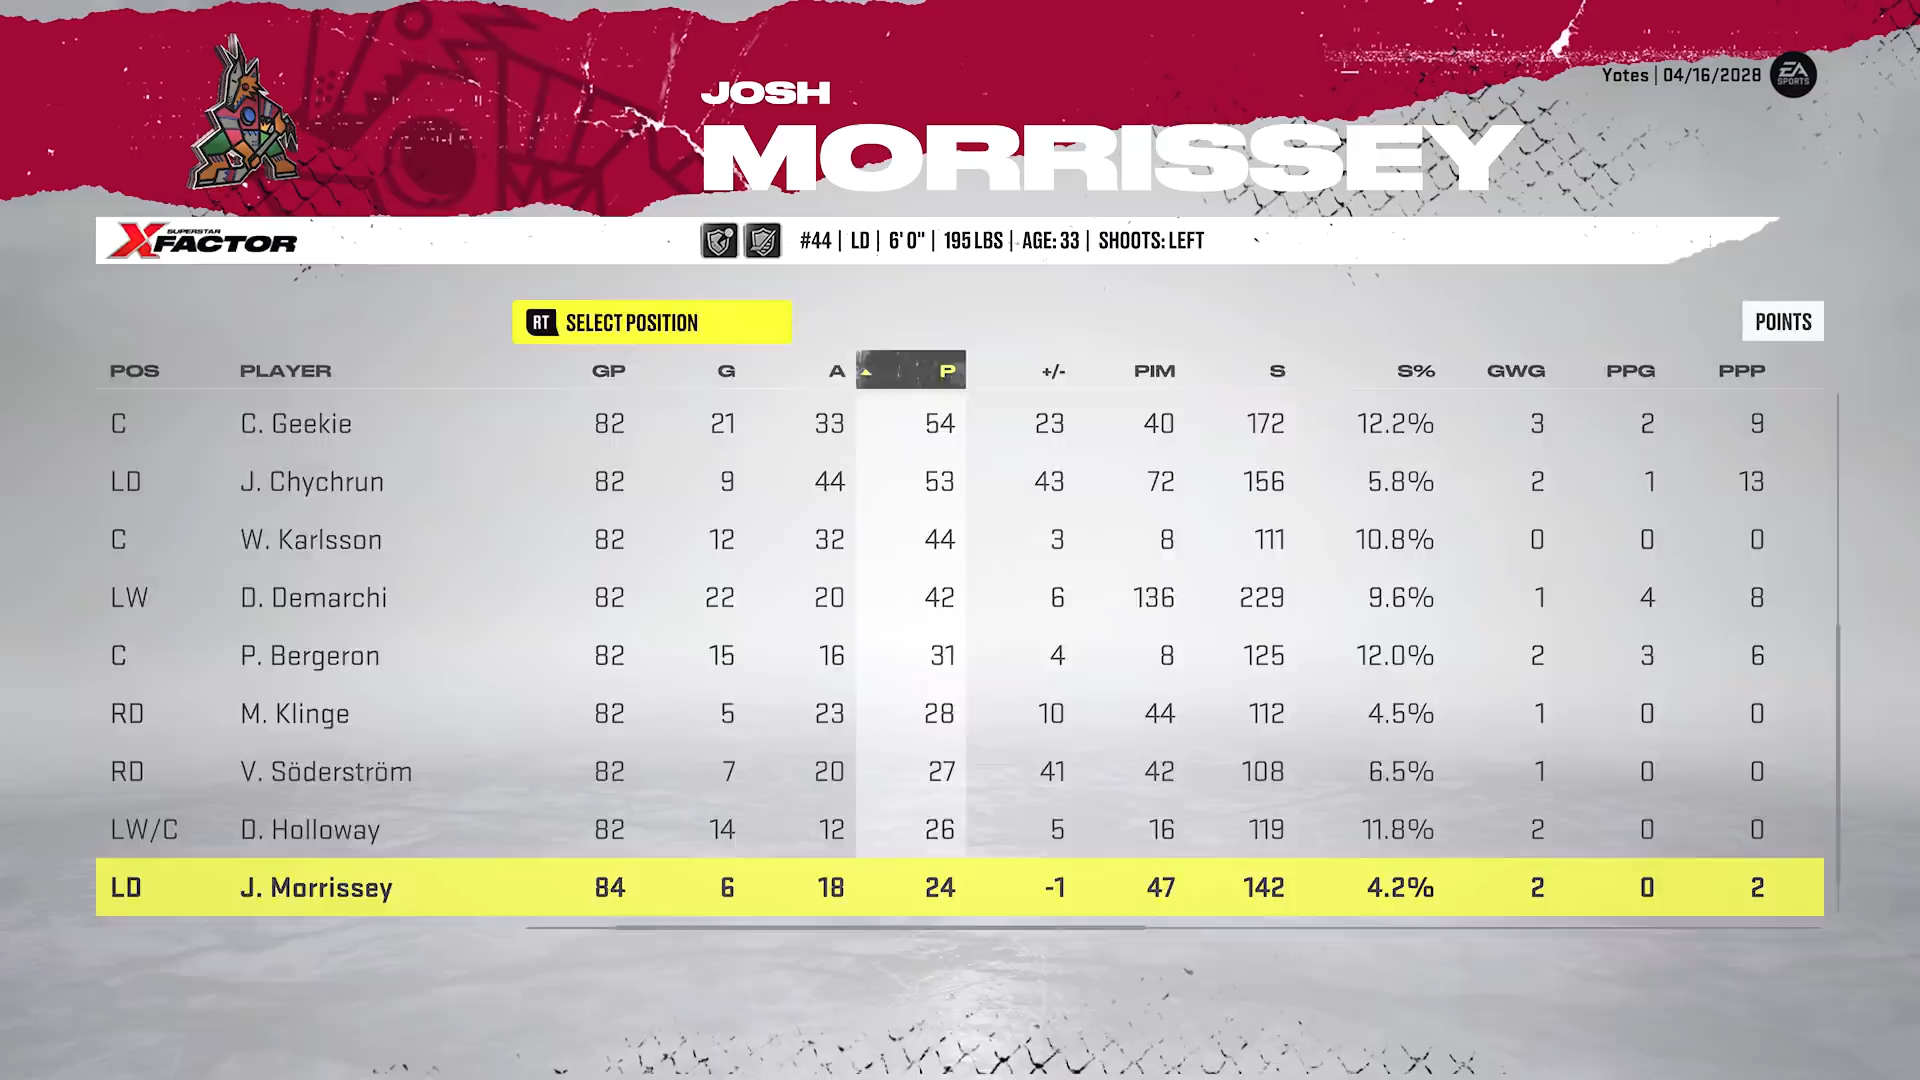 JOSH
MORRISSEY
Yotes | 04/16/2028
EA SPORTS
SUPERSTAR
XFACTOR
#44 | LD | 6' 0" | 195 LBS | AGE: 33 | SHOOTS: LEFT
RT SELECT POSITION
POINTS
POS PLAYER GP G A P +/- PIM S S% GWG PPG PPP
C C. Geekie 82 21 33 54 23 40 172 12.2% 3 2 9
LD J. Chychrun 82 9 44 53 43 72 156 5.8% 2 1 13
C W. Karlsson 82 12 32 44 3 8 111 10.8% 0 0 0
LW D. Demarchi 82 22 20 42 6 136 229 9.6% 1 4 8
C P. Bergeron 82 15 16 31 4 8 125 12.0% 2 3 6
RD M. Klinge 82 5 23 28 10 44 112 4.5% 1 0 0
RD V. Söderström 82 7 20 27 41 42 108 6.5% 1 0 0
LW/C D. Holloway 82 14 12 26 5 16 119 11.8% 2 0 0
LD J. Morrissey 84 6 18 24 -1 47 142 4.2% 2 0 2